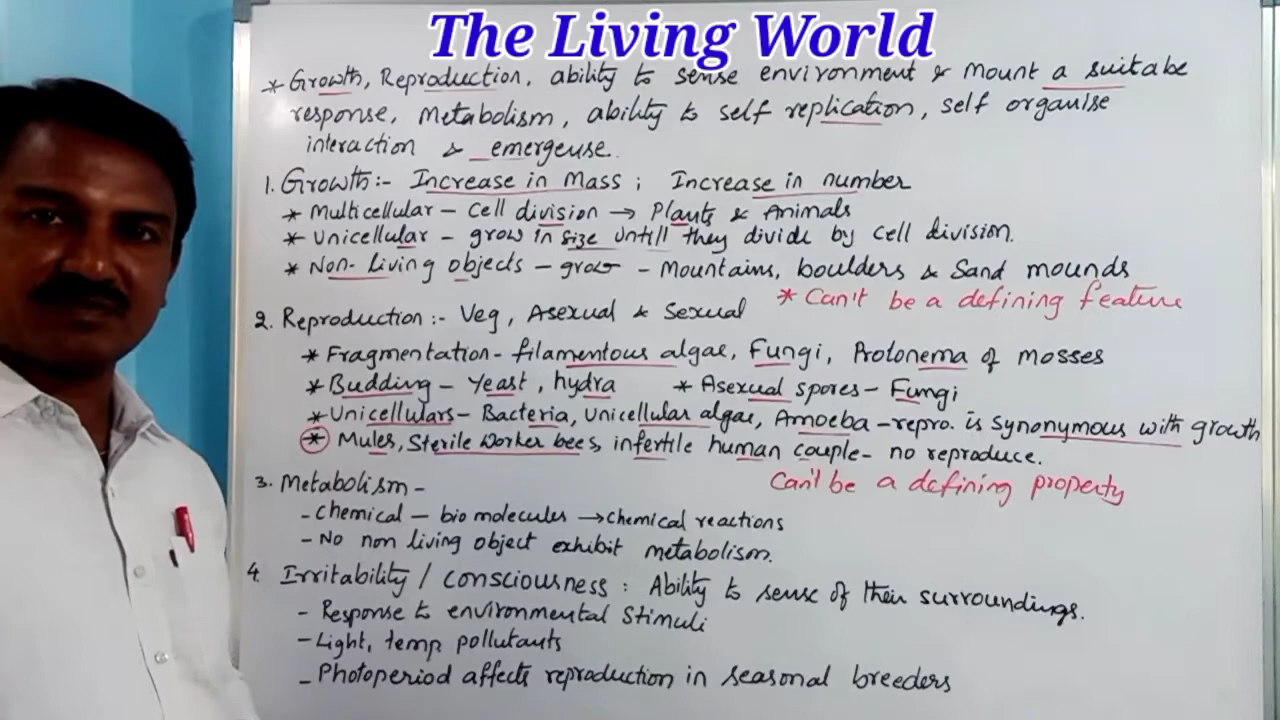 The Living World
* Growth, Reproduction, ability to sense environment & mount a suitabe
response, Metabolism, ability to self replication, self organise
interaction & emergeuse.
1. Growth:- Increase in Mass ; Increase in number
* Multicellular - Cell division → Plants & Animals
* Unicellular - grow in size untill they divide by cell division.
* Non-Living objects - grow - Mountains, boulders & Sand mounds
* Can't be a defining feature
2. Reproduction:- Veg, Asexual & Sexual
* Fragmentation - filamentous algae, Fungi, Protonema of mosses
* Budding - Yeast, hydra * Asexual spores - Fungi
* Unicellulars - Bacteria, Unicellular algae, Amoeba - repro. is synonymous with growth
* Mules, Sterile Worker bees, infertile human couple - no reproduce.
Can't be a defining property
3. Metabolism -
- Chemical - bio molecules → chemical reactions
- No non living object exhibit metabolism.
4. Irritability / consciousness : Ability to sense of their surroundings.
- Response to environmental Stimuli
- Light, temp pollutants
- Photoperiod affects reproduction in seasonal breeders